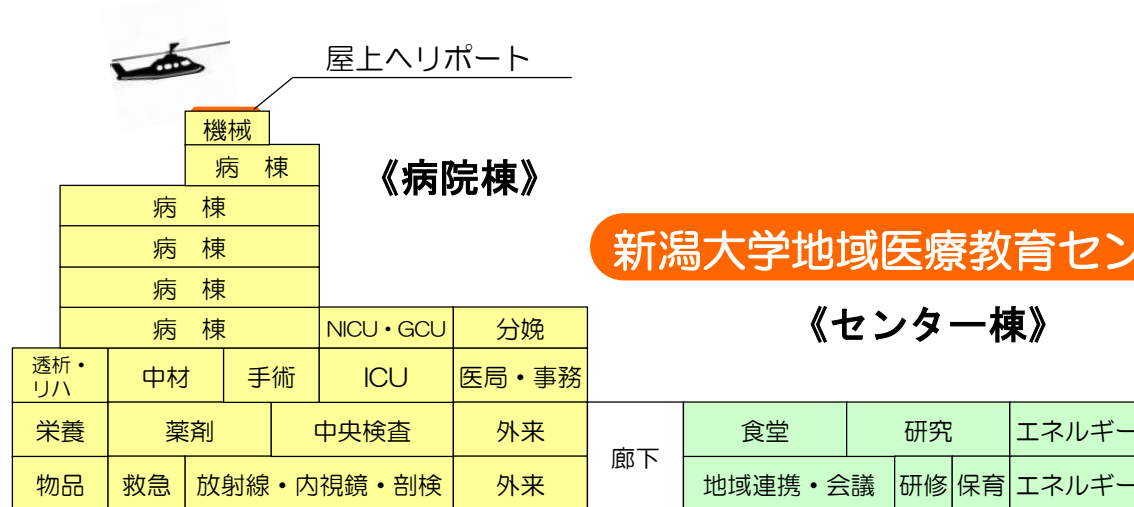 屋上ヘリポート
機械
病 棟
《病院棟》
病 棟
病 棟
新潟大学地域医療教育セン
病 棟
《センター棟》
病 棟 NICU・GCU 分娩
透析・
リハ
中材 手術 ICU 医局・事務
栄養 薬剤 中央検査 外来 食堂 研究 エネルギー
廊下
物品 救急 放射線・内視鏡・剖検 外来 地域連携・会議 研修 保育 エネルギー